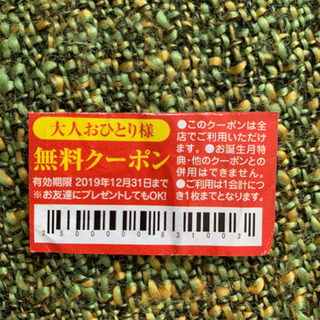 大人おひとり様
無料クーポン
有効期限 2019年12月31日まで
※お友達にプレゼントしてもOK!
●このクーポンは全
店でご利用いただけ
ます。●お誕生月特
典・他のクーポンとの
併用はできません。
●ご利用は1会計につ
き1枚までとなります。
2500000831003